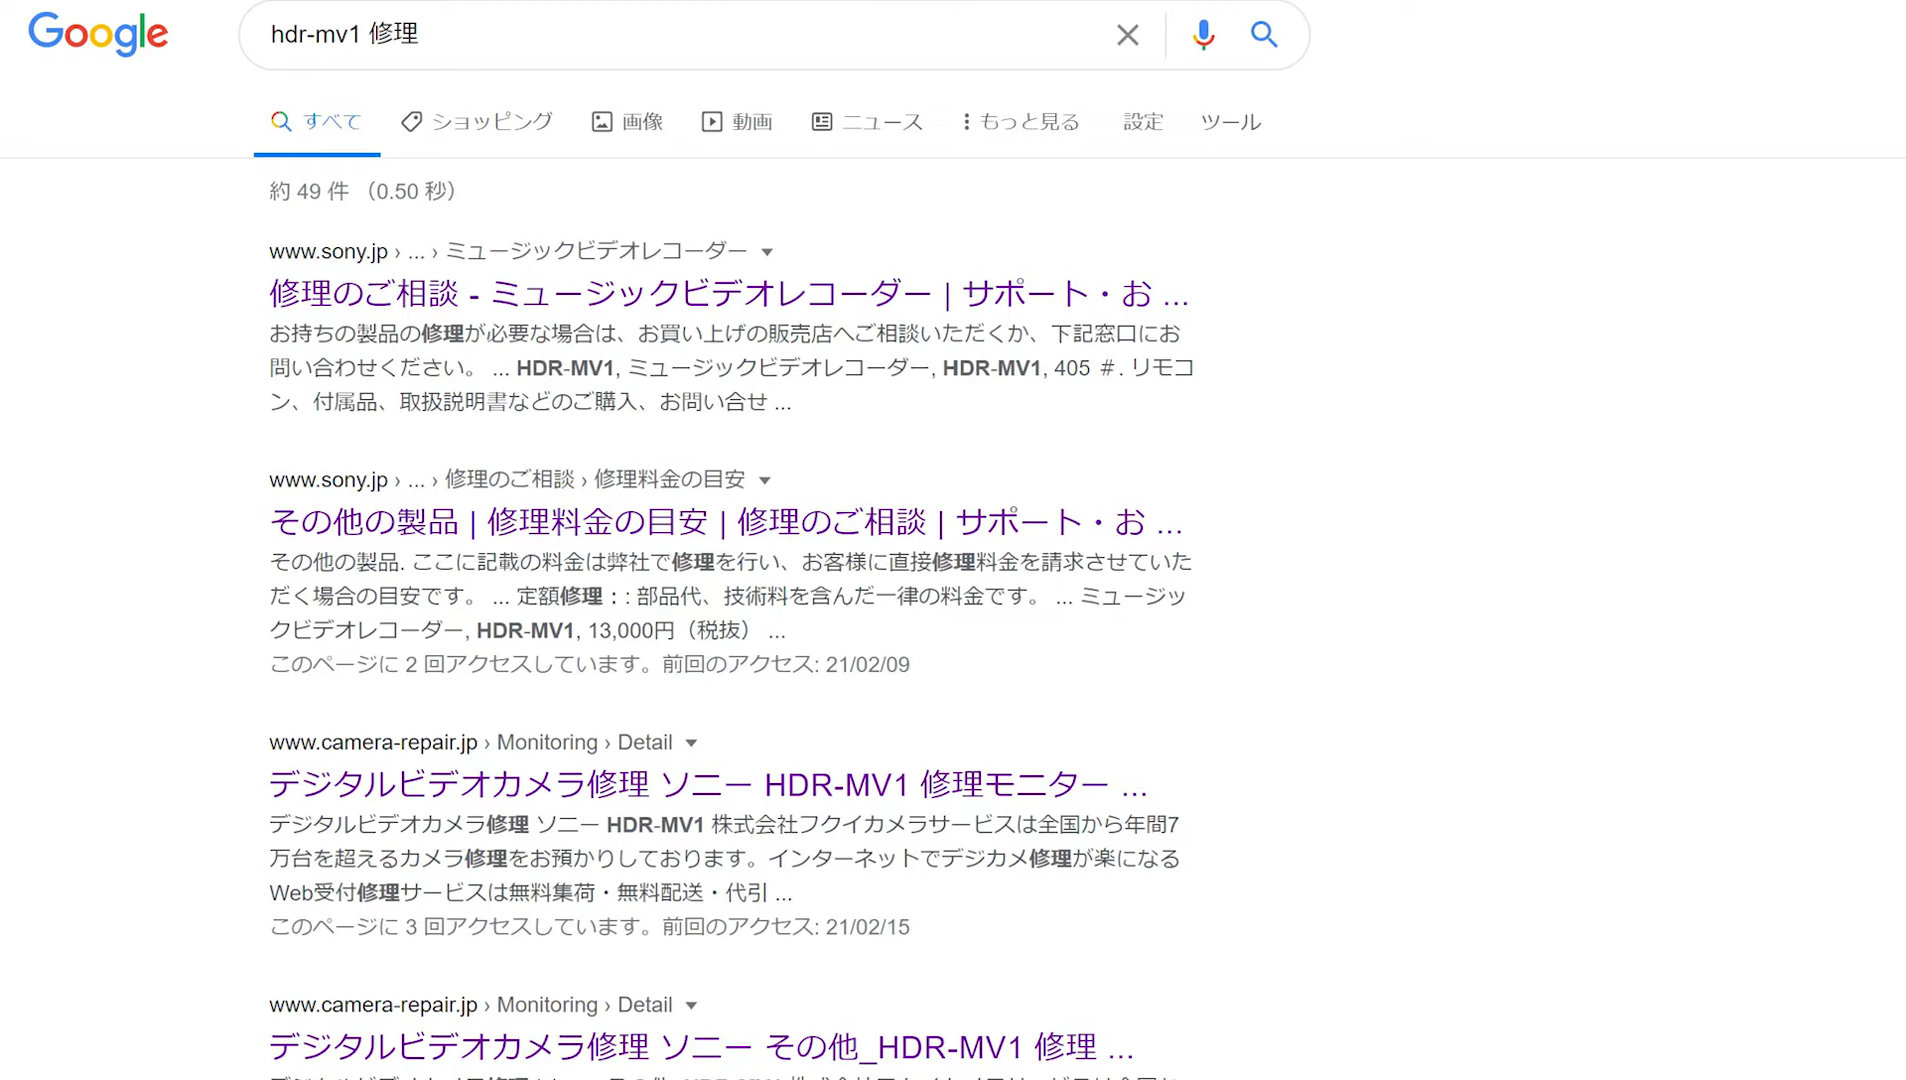 Google
hdr-mv1 修理
すべて ショッピング 画像 動画 ニュース もっと見る 設定 ツール
約 49 件 （0.50 秒）
www.sony.jp › ... › ミュージックビデオレコーダー
修理のご相談 - ミュージックビデオレコーダー | サポート・お ...
お持ちの製品の修理が必要な場合は、お買い上げの販売店へご相談いただくか、下記窓口にお
問い合わせください。 ... HDR-MV1, ミュージックビデオレコーダー, HDR-MV1, 405 ＃. リモコ
ン、付属品、取扱説明書などのご購入、お問い合せ ...
www.sony.jp › ... › 修理のご相談 › 修理料金の目安
その他の製品 | 修理料金の目安 | 修理のご相談 | サポート・お ...
その他の製品. ここに記載の料金は弊社で修理を行い、お客様に直接修理料金を請求させていた
だく場合の目安です。 ... 定額修理：: 部品代、技術料を含んだ一律の料金です。 ... ミュージッ
クビデオレコーダー, HDR-MV1, 13,000円（税抜） ...
このページに 2 回アクセスしています。前回のアクセス: 21/02/09
www.camera-repair.jp › Monitoring › Detail
デジタルビデオカメラ修理 ソニー HDR-MV1 修理モニター ...
デジタルビデオカメラ修理 ソニー HDR-MV1 株式会社フクイカメラサービスは全国から年間7
万台を超えるカメラ修理をお預かりしております。インターネットでデジカメ修理が楽になる
Web受付修理サービスは無料集荷・無料配送・代引 ...
このページに 3 回アクセスしています。前回のアクセス: 21/02/15
www.camera-repair.jp › Monitoring › Detail
デジタルビデオカメラ修理 ソニー その他_HDR-MV1 修理 ...